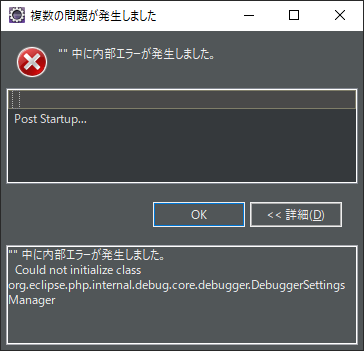 複数の問題が発生しました
"" 中に内部エラーが発生しました。
Post Startup...
OK
<< 詳細(D)
"" 中に内部エラーが発生しました。
Could not initialize class
org.eclipse.php.internal.debug.core.debugger.DebuggerSettings
Manager